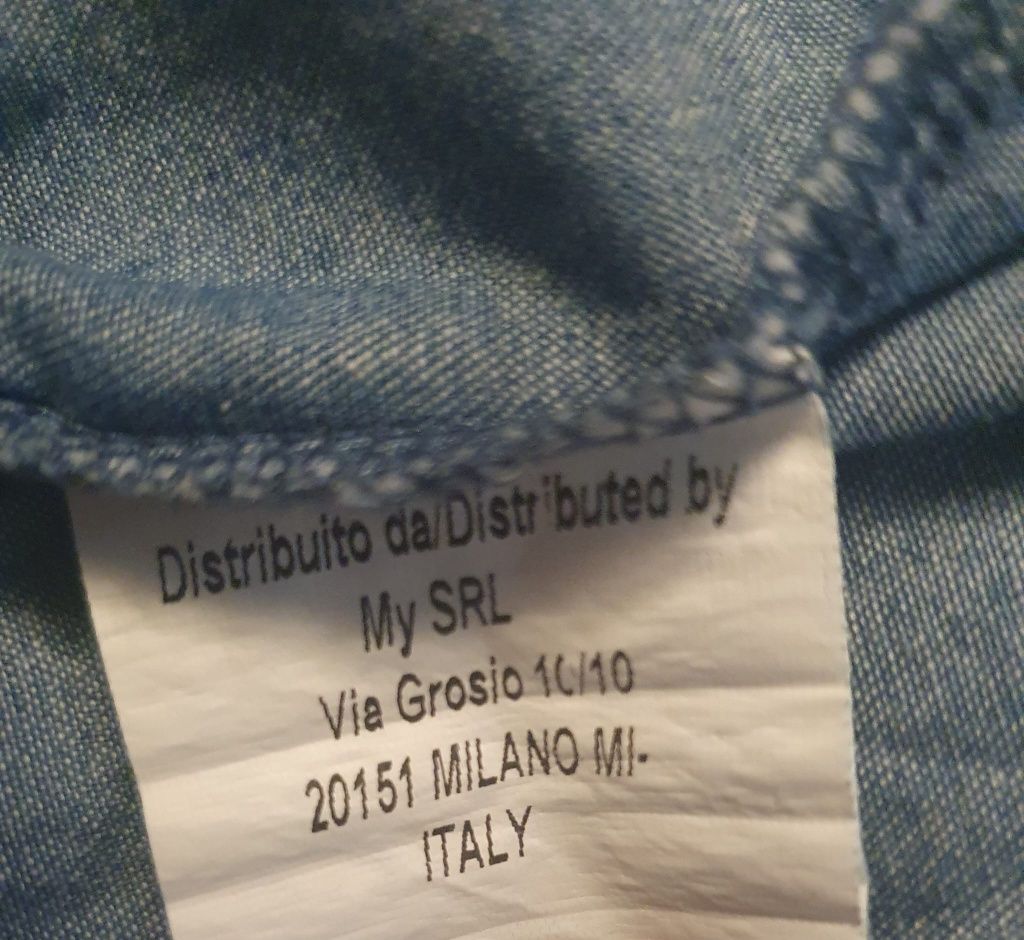 Distribuito da/Distributed by
My SRL
Via Grosio 10/10
20151 MILANO MI-
ITALY